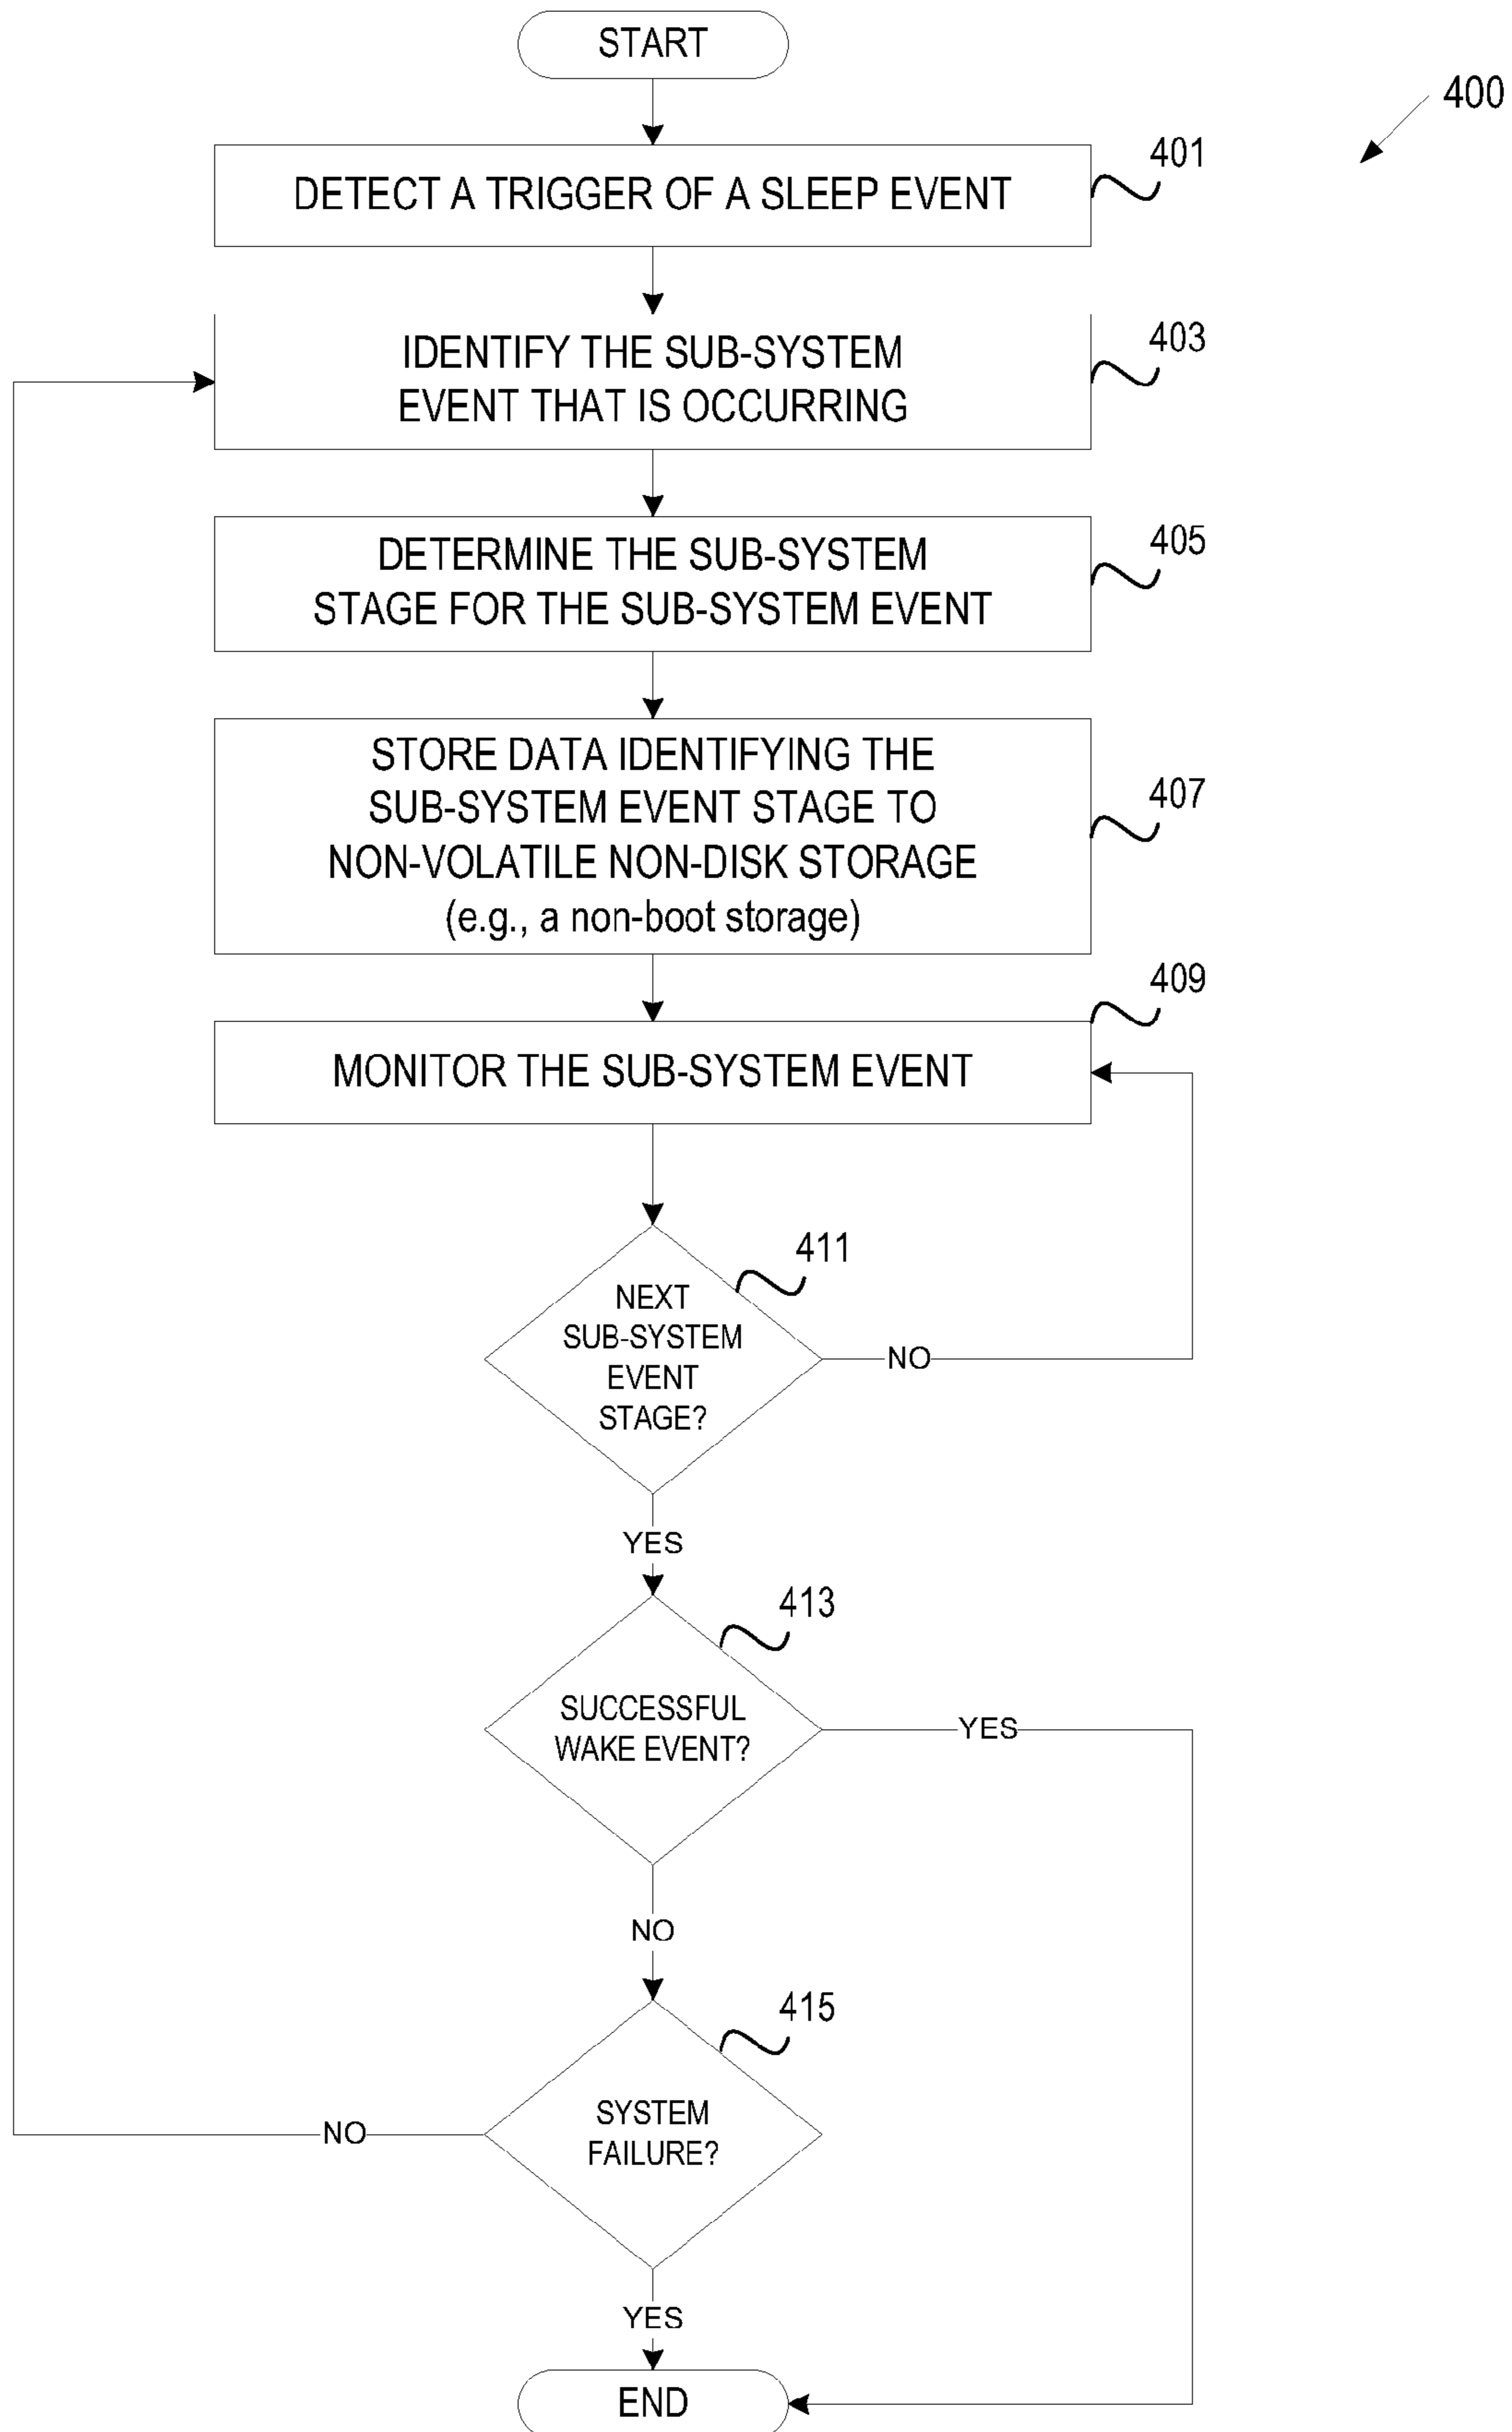 START
400
401
DETECT A TRIGGER OF A SLEEP EVENT
403
IDENTIFY THE SUB-SYSTEM
EVENT THAT IS OCCURRING
405
DETERMINE THE SUB-SYSTEM
STAGE FOR THE SUB-SYSTEM EVENT
STORE DATA IDENTIFYING THE
SUB-SYSTEM EVENT STAGE TO
407
NON-VOLATILE NON-DISK STORAGE
(e.g., a non-boot storage)
409
MONITOR THE SUB-SYSTEM EVENT
411
NEXT
SUB-SYSTEM
EVENT
STAGE?
NO
YES
413
SUCCESSFUL
WAKE EVENT?
YES
NO
415
SYSTEM
FAILURE?
NO
YES
END